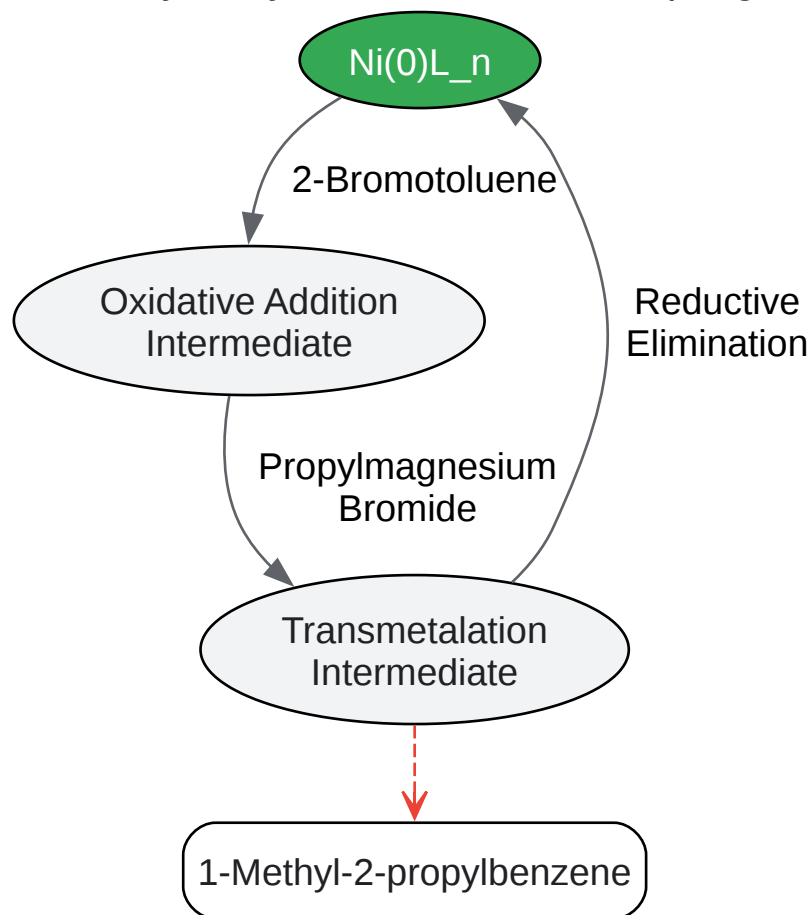 Ni(0)L_n
2-Bromotoluene
Oxidative Addition
Intermediate
Reductive
Elimination
Propylmagnesium
Bromide
Transmetalation
Intermediate
1-Methyl-2-propylbenzene